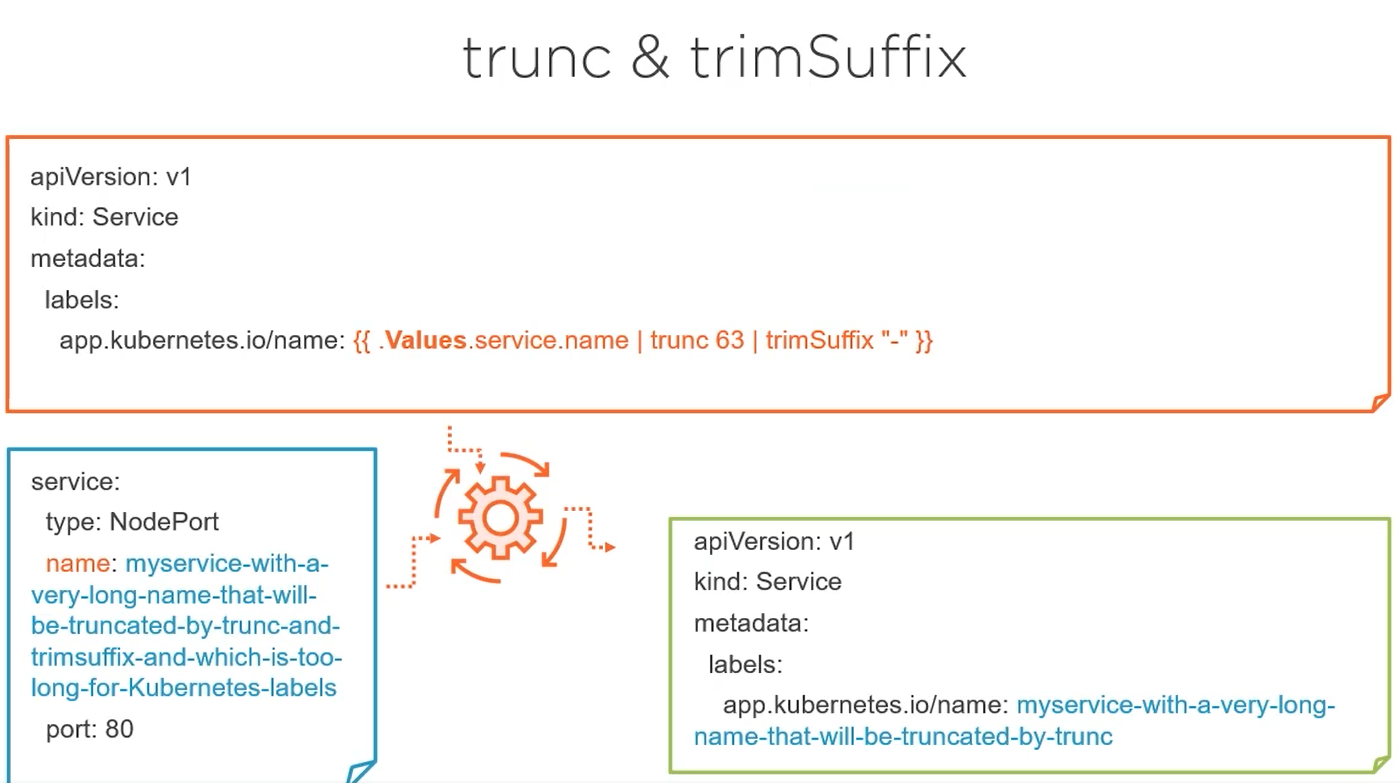 trunc & trimSuffix
apiVersion: v1
kind: Service
metadata:
labels:
app.kubernetes.io/name: {{ .Values.service.name | trunc 63 | trimSuffix "-" }}
service:
type: NodePort
name: myservice-with-a-
very-long-name-that-will-
be-truncated-by-trunc-and-
trimsuffix-and-which-is-too-
long-for-Kubernetes-labels
port: 80
apiVersion: v1
kind: Service
metadata:
labels:
app.kubernetes.io/name: myservice-with-a-very-long-
name-that-will-be-truncated-by-trunc